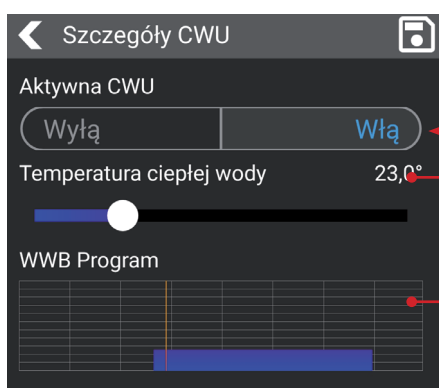 Szczegóły CWU
Aktywna CWU
Wyłą Włą
Temperatura ciepłej wody 23,0°
WWB Program